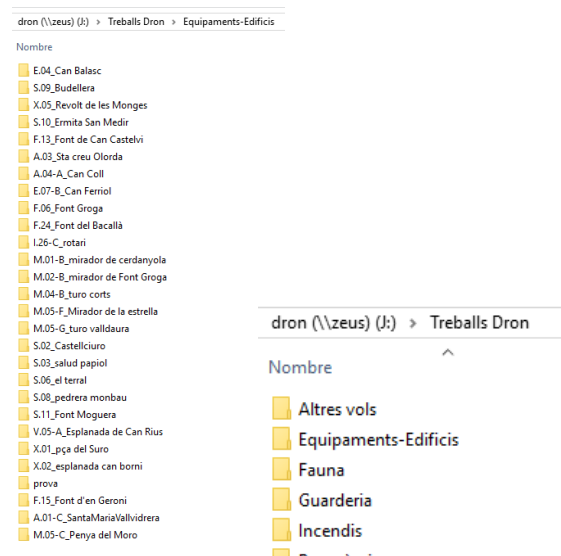 dron (\\zeus) (J:) > Treballs Dron > Equipaments-Edificis
Nombre
E.04_Can Balasc
S.09_Budellera
X.05_Revolt de les Monges
S.10_Ermita San Medir
F.13_Font de Can Castelvi
A.03_Sta creu Olorda
A.04-A_Can Coll
E.07-B_Can Ferriol
F.06_Font Groga
F.24_Font del Bacallà
I.26-C_rotari
M.01-B_mirador de cerdanyola
M.02-B_mirador de Font Groga
M.04-B_turo corts
M.05-F_Mirador de la estrella
M.05-G_turo valldaura
S.02_Castellciuro
S.03_salud papiol
S.06_el terral
S.08_pedrera monbau
S.11_Font Moguera
V.05-A_Esplanada de Can Rius
X.01_pça del Suro
X.02_esplanada can borni
prova
F.15_Font d'en Geroni
A.01-C_SantaMariaVallvidrera
M.05-C_Penya del Moro
dron (\\zeus) (J:) > Treballs Dron
Nombre
Altres vols
Equipaments-Edificis
Fauna
Guarderia
Incendis